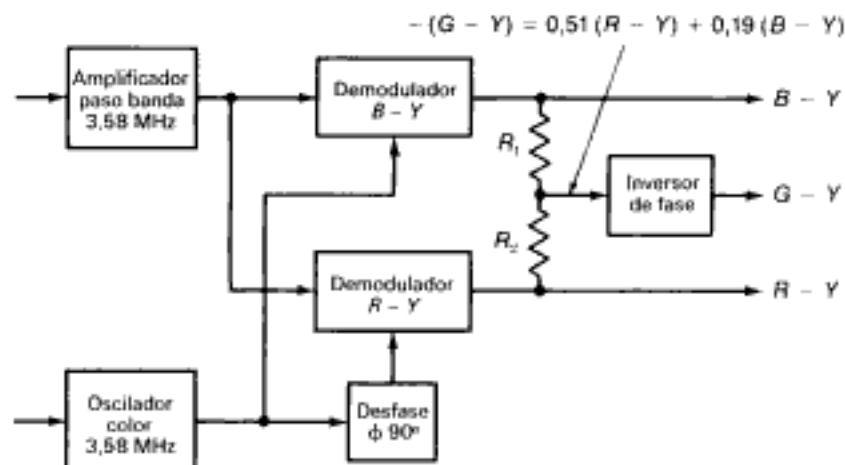 − (G − Y) = 0,51 (R − Y) + 0,19 (B − Y)
Amplificador
paso banda
3,58 MHz
Demodulador
B − Y
B − Y
R₁
Inversor
de fase
G − Y
R₂
Demodulador
R − Y
R − Y
Oscilador
color
3,58 MHz
Desfase
ϕ 90º